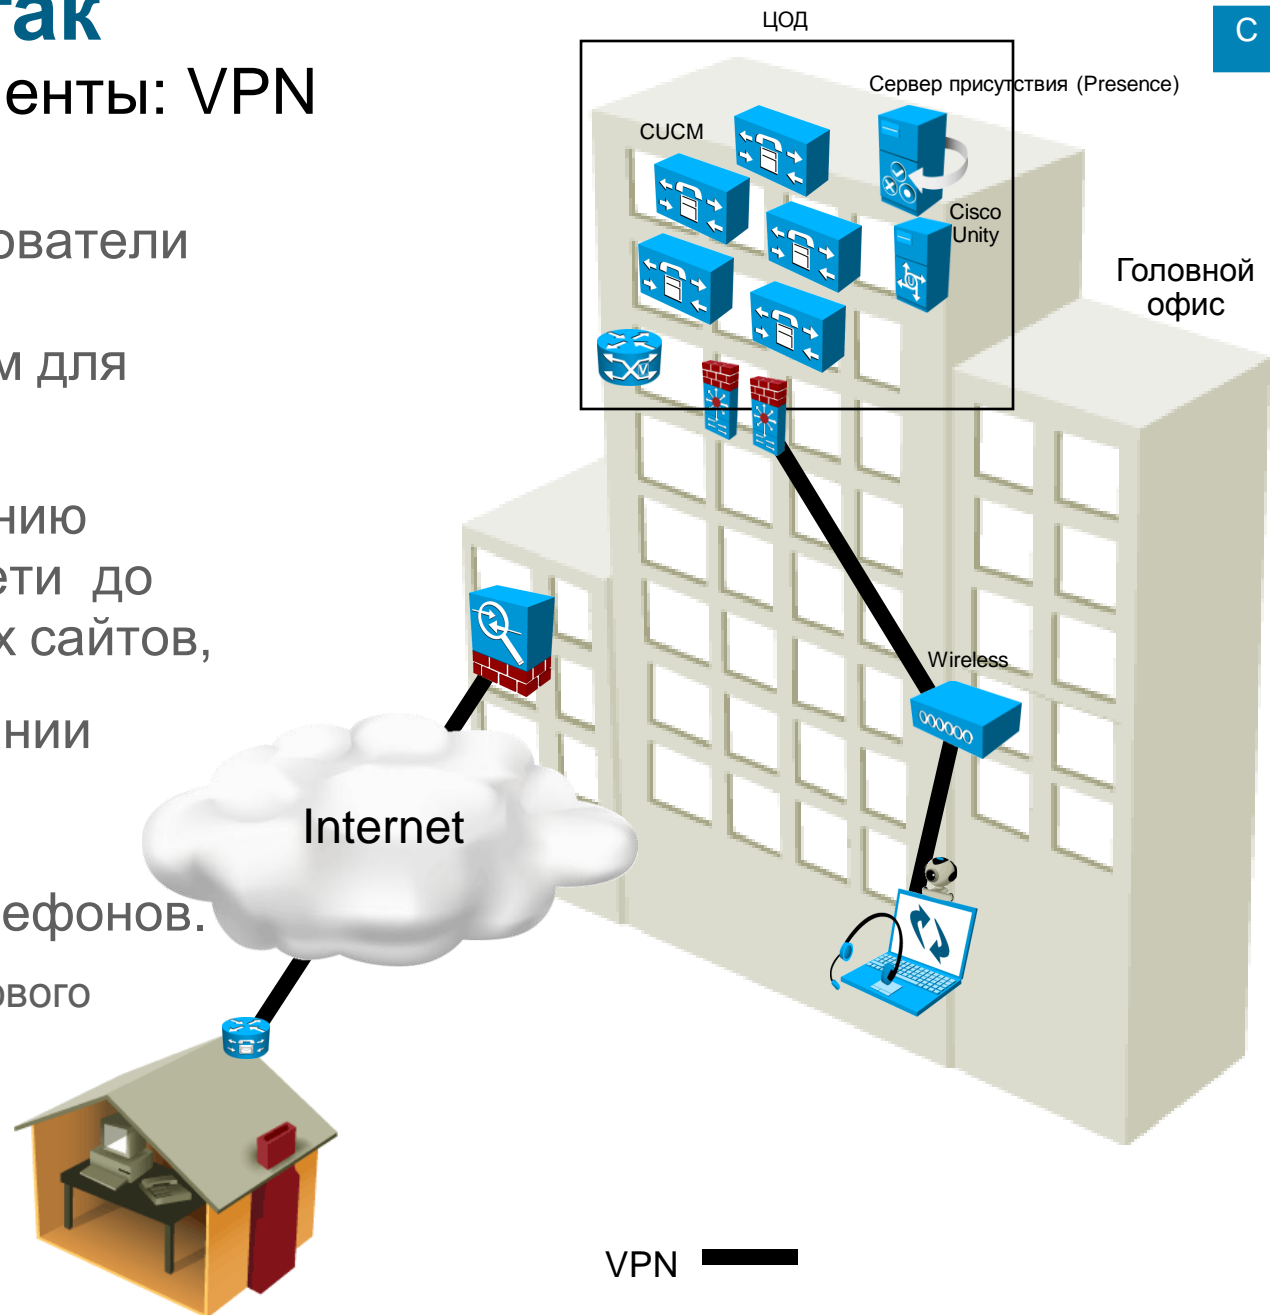 так
енты: VPN
ователи
м для
нию
ети до
х сайтов,
нии
ефонов.
ового
ЦОД
С
Сервер присутствия (Presence)
CUCM
Cisco
Unity
Головной
офис
Wireless
Internet
VPN